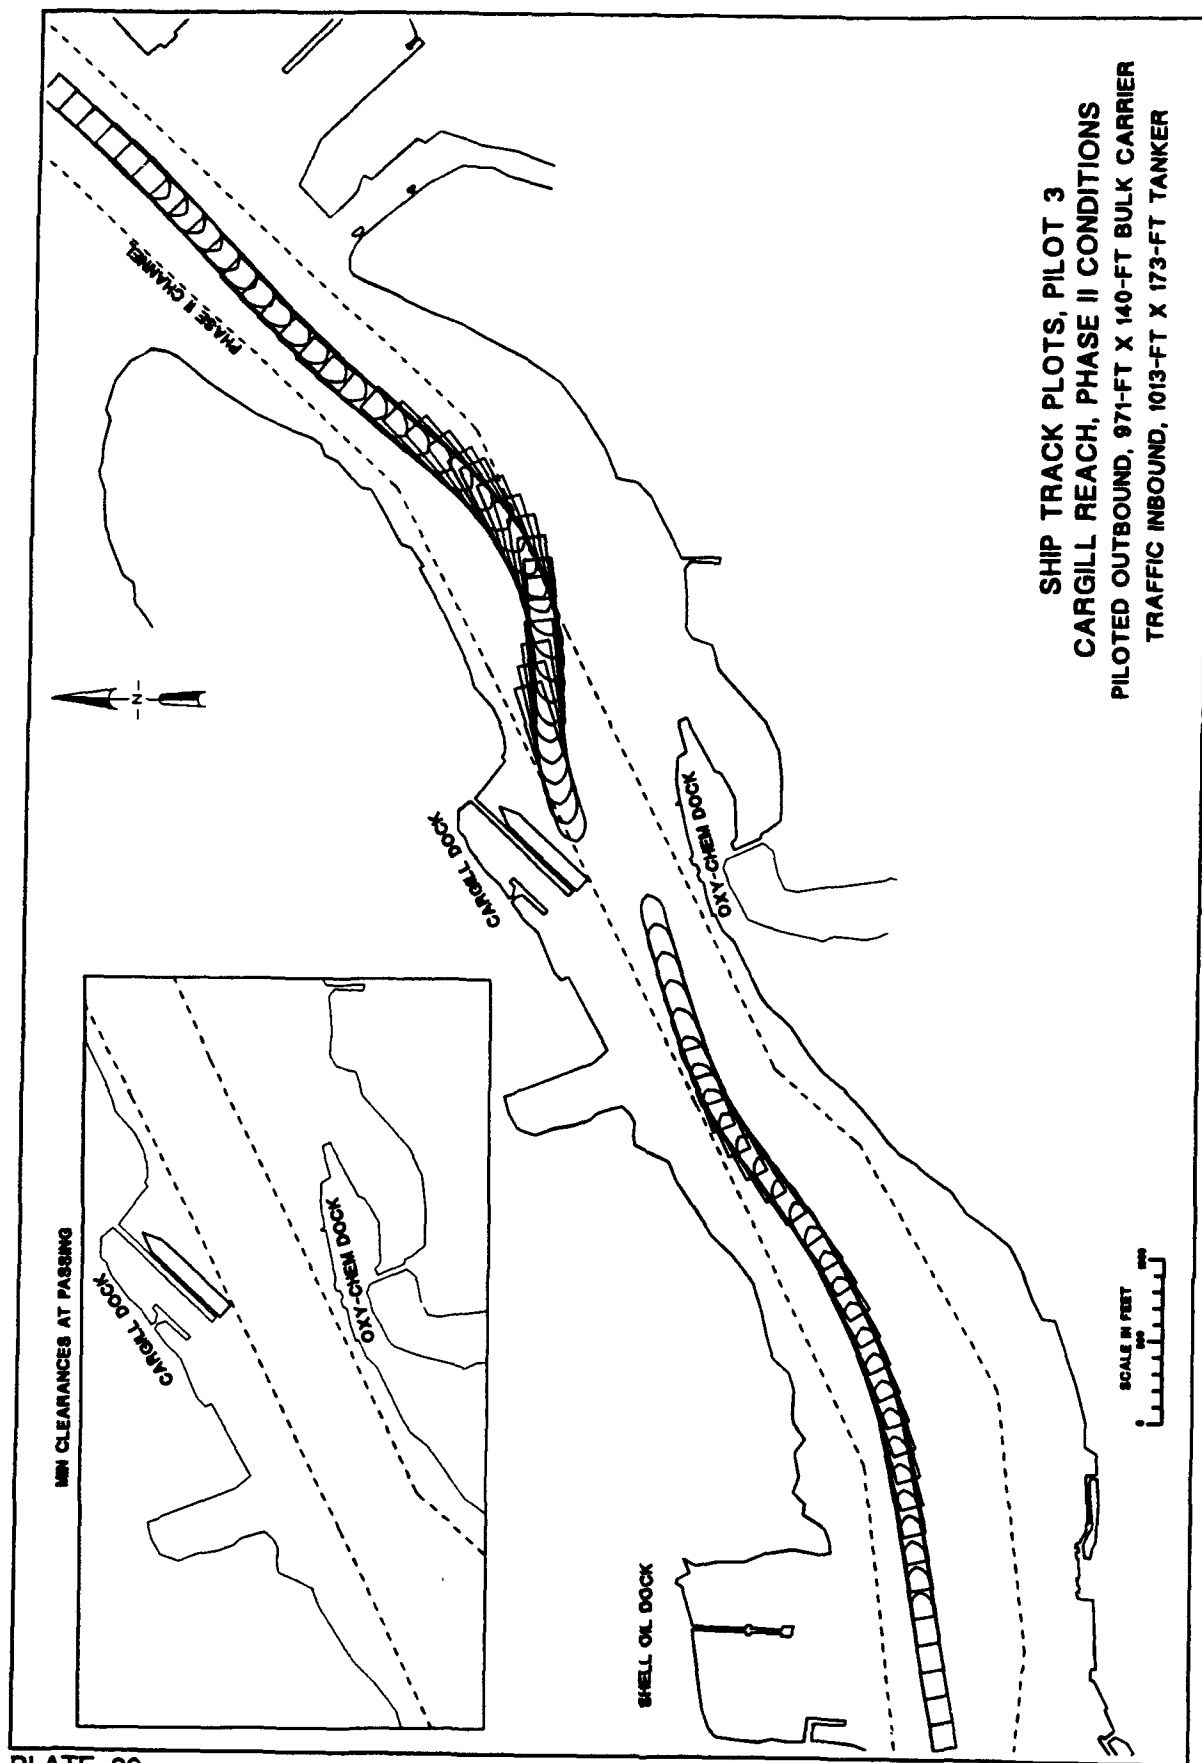 SHIP TRACK PLOTS, PILOT 3
CARGILL REACH, PHASE II CONDITIONS
PILOTED OUTBOUND, 971-FT X 140-FT BULK CARRIER
TRAFFIC INBOUND, 1013-FT X 173-FT TANKER
PHASE II CHANNEL
-N-
CARGILL DOCK
OXY-CHEM DOCK
SHELL OIL DOCK
SCALE IN FEET
0
MIN CLEARANCES AT PASSING
CARGILL DOCK
OXY-CHEM DOCK
PLATE